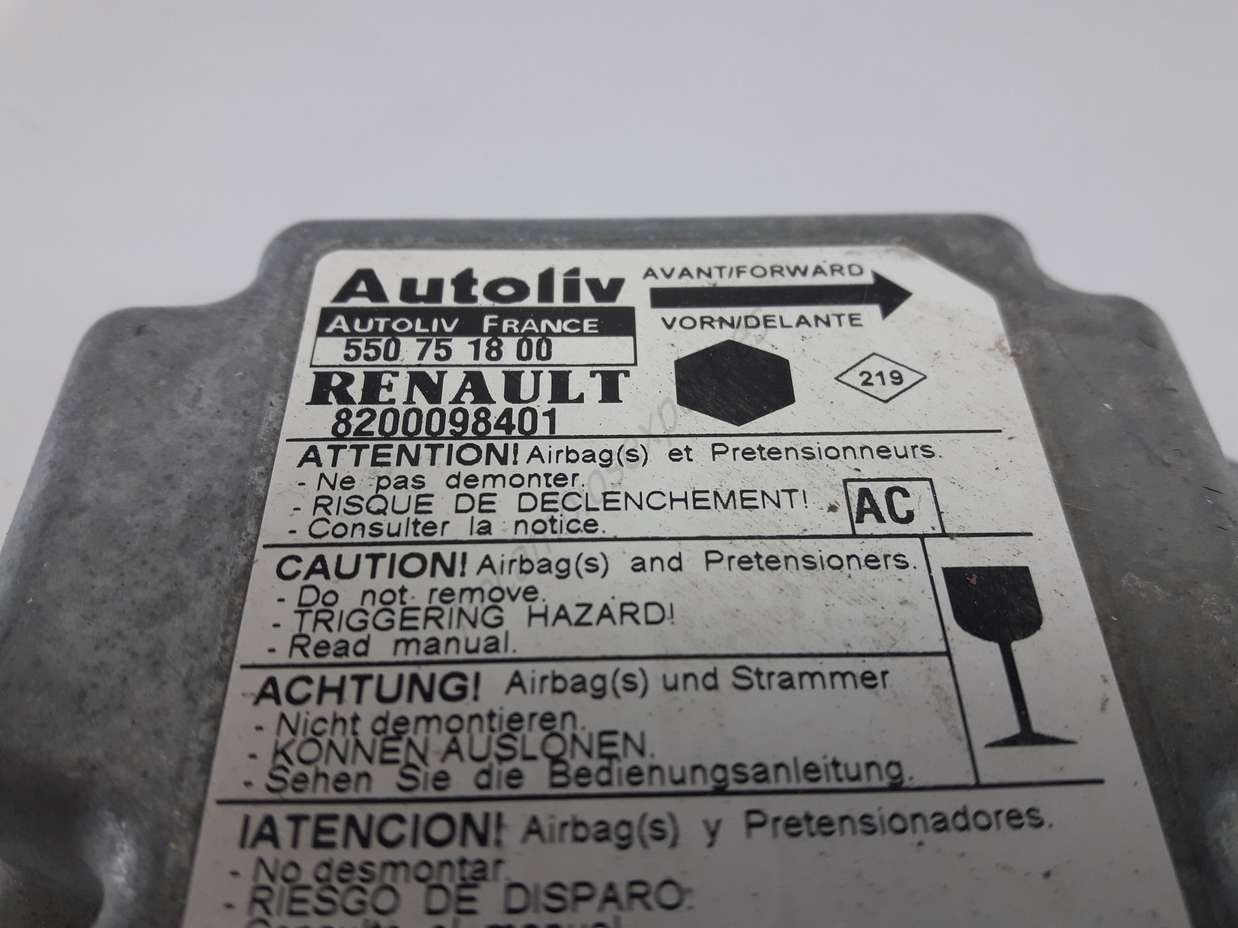 Autoliv
AUTOLIV FRANCE
550 75 18 00
AVANT/FORWARD
VORN/DELANTE
219
RENAULT
8200098401
ATTENTION! Airbag(s) et Pretensionneurs.
- Ne pas demonter.
- RISQUE DE DECLENCHEMENT!
- Consulter la notice.
AC
CAUTION! Airbag(s) and Pretensioners.
- Do not remove.
- TRIGGERING HAZARD!
- Read manual.
ACHTUNG! Airbag(s) und Strammer
- Nicht demontieren.
- KONNEN AUSLONEN.
- Sehen Sie die Bedienungsanleitung.
IATENCION! Airbag(s) y Pretensionadores.
- No desmontar.
- RIESGO DE DISPARO: